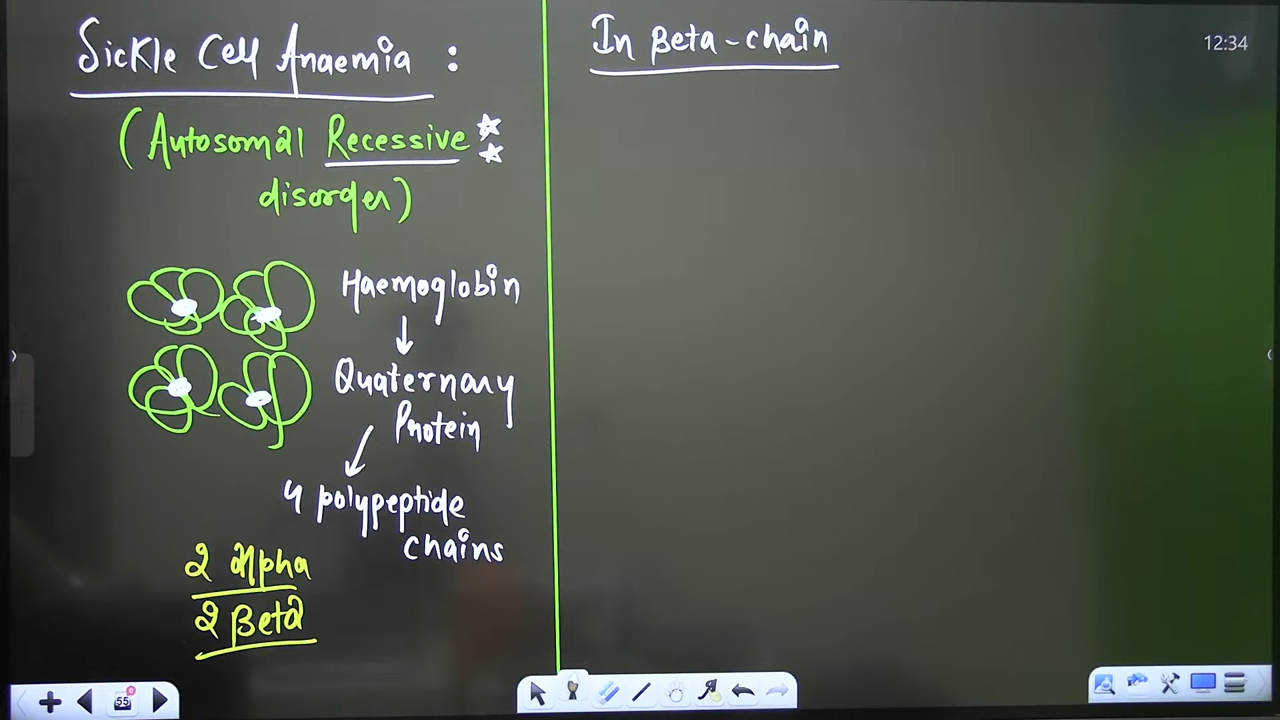 Sickle Cell Anaemia :
(Autosomal Recessive
disorder)
Haemoglobin
Quaternary
Protein
4 polypeptide
chains
2 alpha
2 Beta
In Beta-chain
12:34
55
0